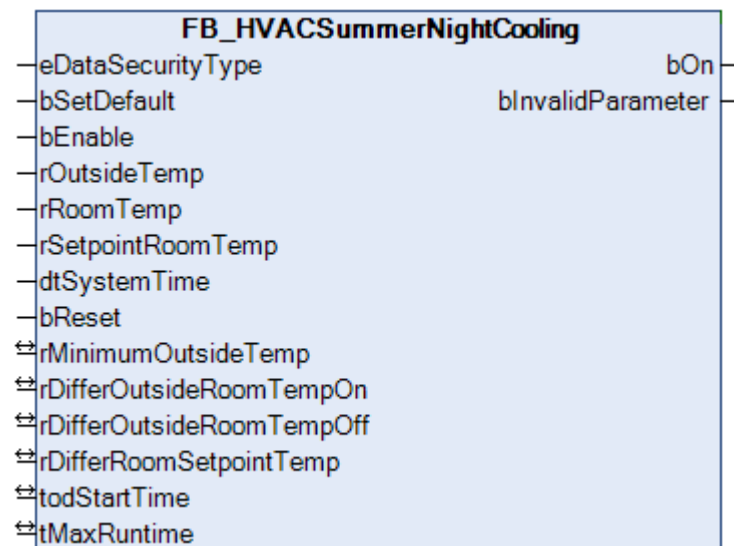 FB_HVACSummerNightCooling
eDataSecurityType bOn
bSetDefault bInvalidParameter
bEnable
rOutsideTemp
rRoomTemp
rSetpointRoomTemp
dtSystemTime
bReset
rMinimumOutsideTemp
rDifferOutsideRoomTempOn
rDifferOutsideRoomTempOff
rDifferRoomSetpointTemp
todStartTime
tMaxRuntime